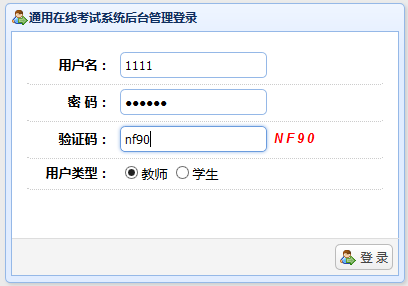 通用在线考试系统后台管理登录
用户名： 1111
密 码： ●●●●●●
验证码： nf90 NF90
用户类型： 教师 学生
登 录